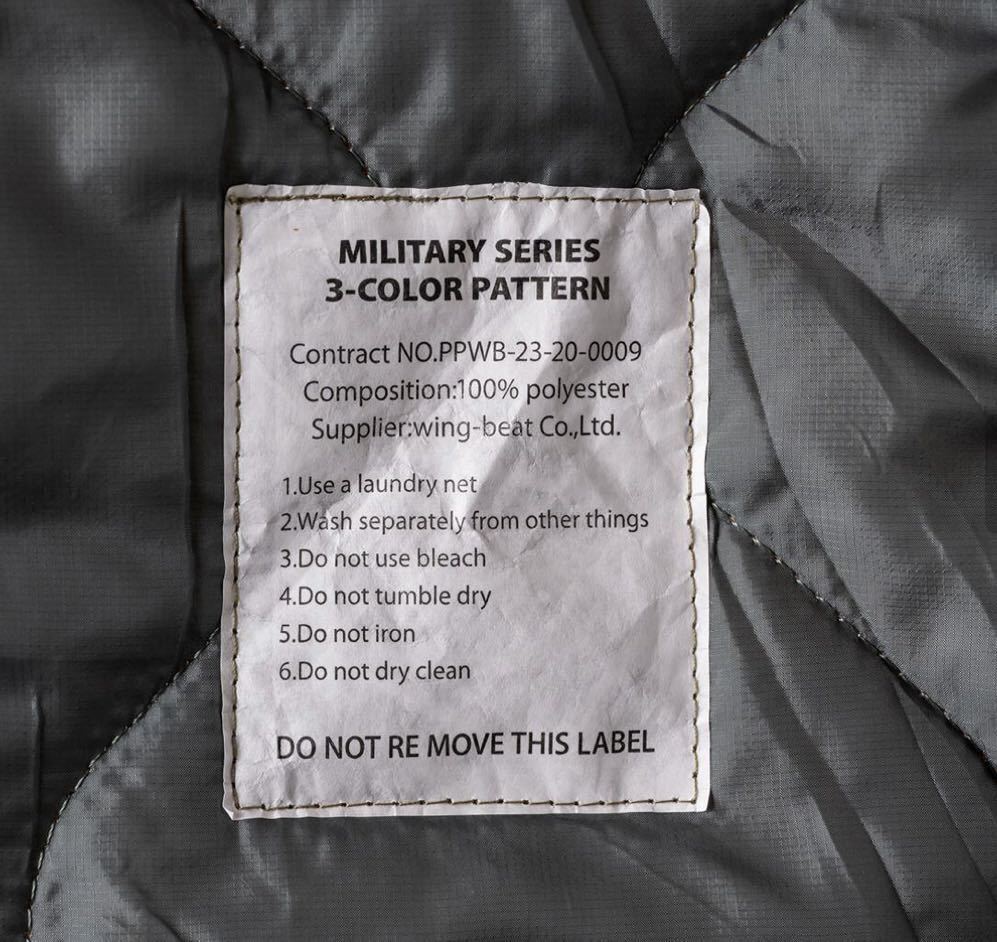 MILITARY SERIES
3-COLOR PATTERN
Contract NO.PPWB-23-20-0009
Composition:100% polyester
Supplier:wing-beat Co.,Ltd.
1.Use a laundry net
2.Wash separately from other things
3.Do not use bleach
4.Do not tumble dry
5.Do not iron
6.Do not dry clean
DO NOT RE MOVE THIS LABEL